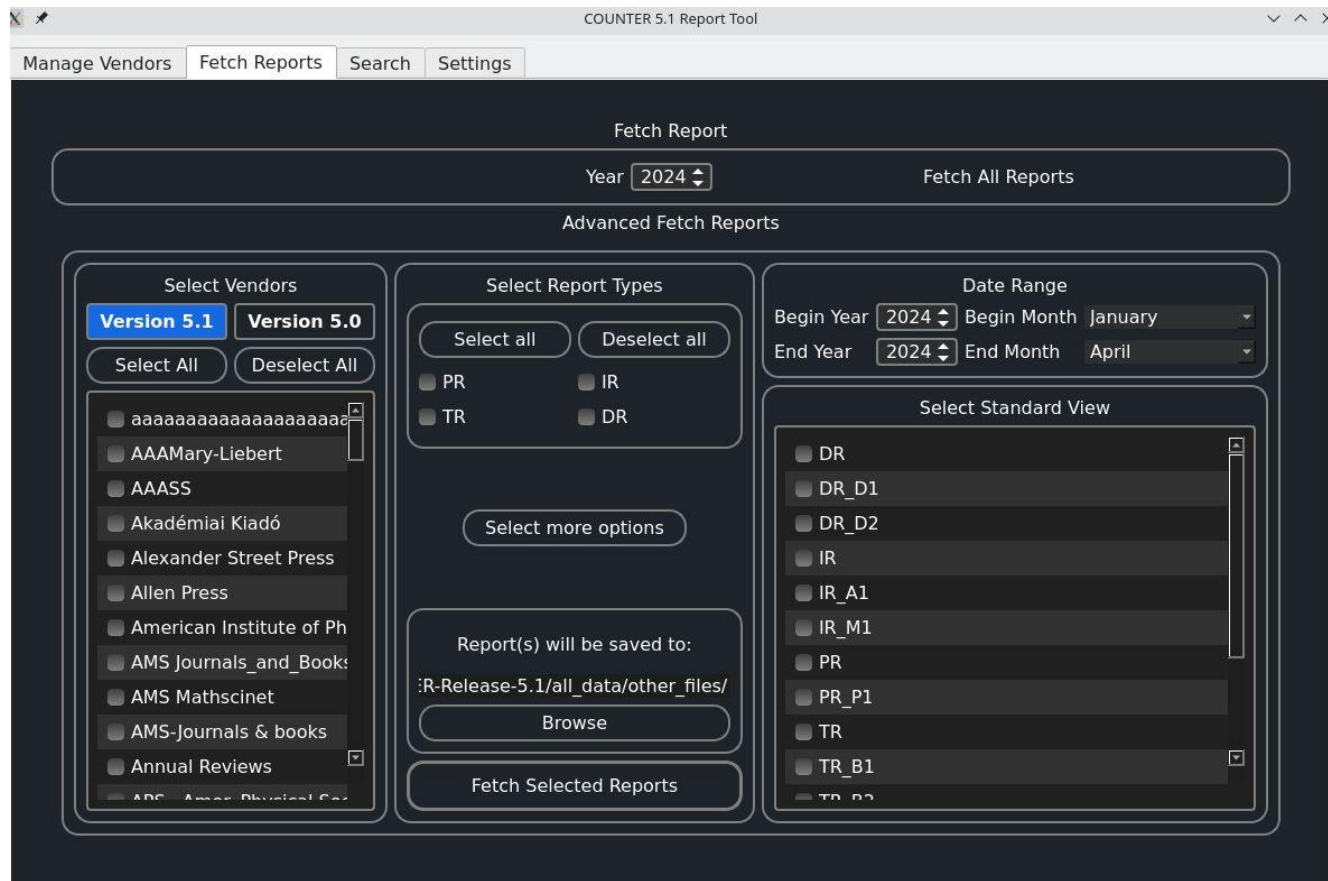 COUNTER 5.1 Report Tool
Manage Vendors
Fetch Reports
Search
Settings
Fetch Report
Year 2024
Fetch All Reports
Advanced Fetch Reports
Select Vendors
Version 5.1
Version 5.0
Select All
Deselect All
AAAMary-Liebert
AAASS
Akadémiai Kiadó
Alexander Street Press
Allen Press
American Institute of Ph
AMS Journals_and_Books
AMS Mathscinet
AMS-Journals & books
Annual Reviews
Select Report Types
Select all
Deselect all
PR
IR
TR
DR
Select more options
Report(s) will be saved to:
ER-Release-5.1/all_data/other_files/
Browse
Fetch Selected Reports
Date Range
Begin Year 2024 Begin Month January
End Year 2024 End Month April
Select Standard View
DR
DR_D1
DR_D2
IR
IR_A1
IR_M1
PR
PR_P1
TR
TR_B1